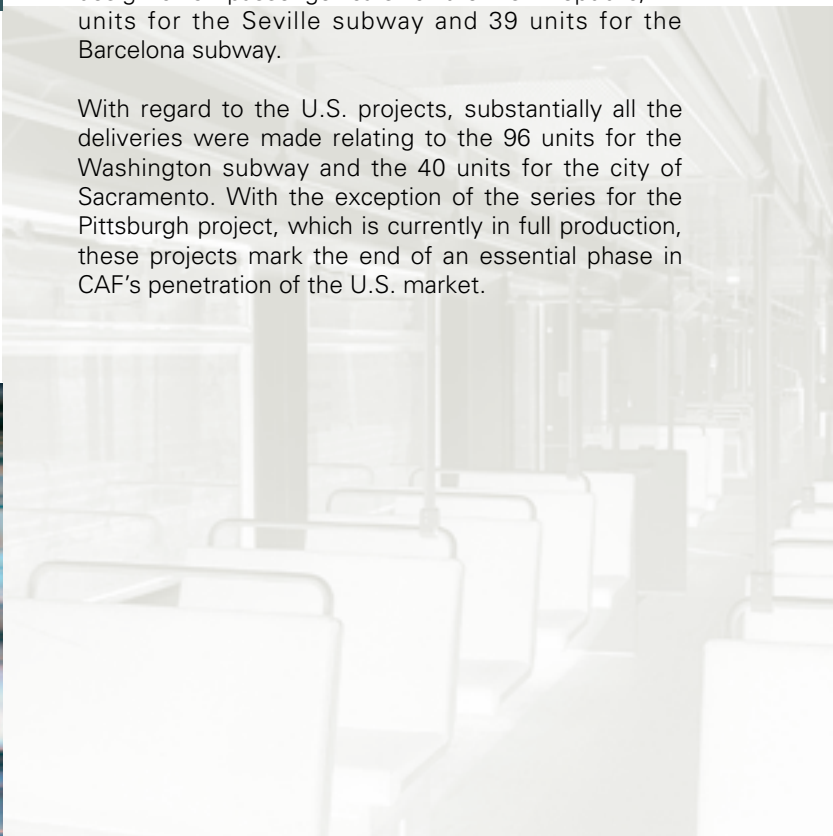 units for the Seville subway and 39 units for the
Barcelona subway.
With regard to the U.S. projects, substantially all the
deliveries were made relating to the 96 units for the
Washington subway and the 40 units for the city of
Sacramento. With the exception of the series for the
Pittsburgh project, which is currently in full production,
these projects mark the end of an essential phase in
CAF’s penetration of the U.S. market.